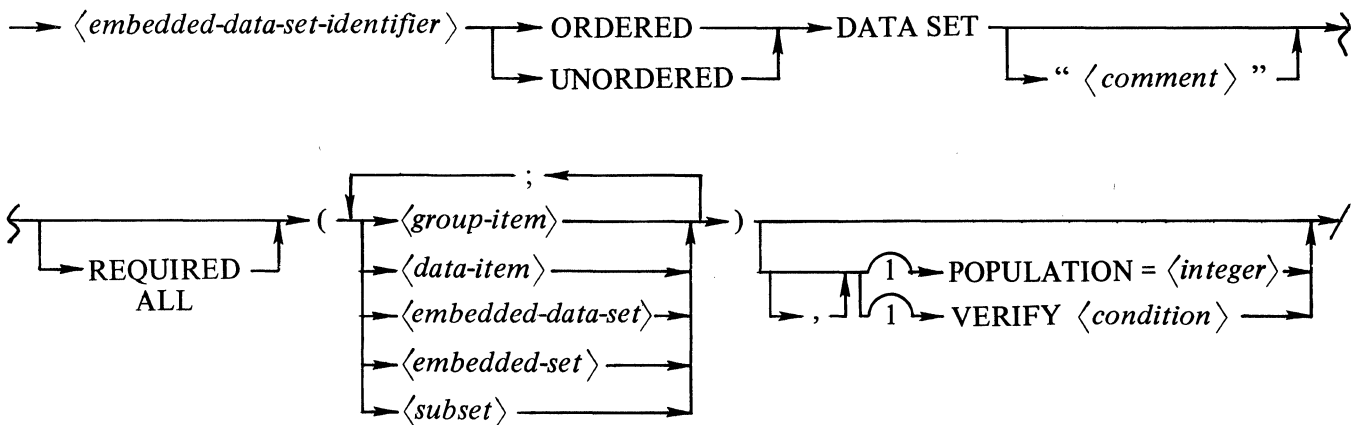 ⟨embedded-data-set-identifier⟩ ORDERED DATA SET
UNORDERED “ ⟨comment⟩ ”
;
( ⟨group-item⟩ )
REQUIRED ALL
⟨data-item⟩ 1 POPULATION = ⟨integer⟩
⟨embedded-data-set⟩ , 1 VERIFY ⟨condition⟩
⟨embedded-set⟩
⟨subset⟩